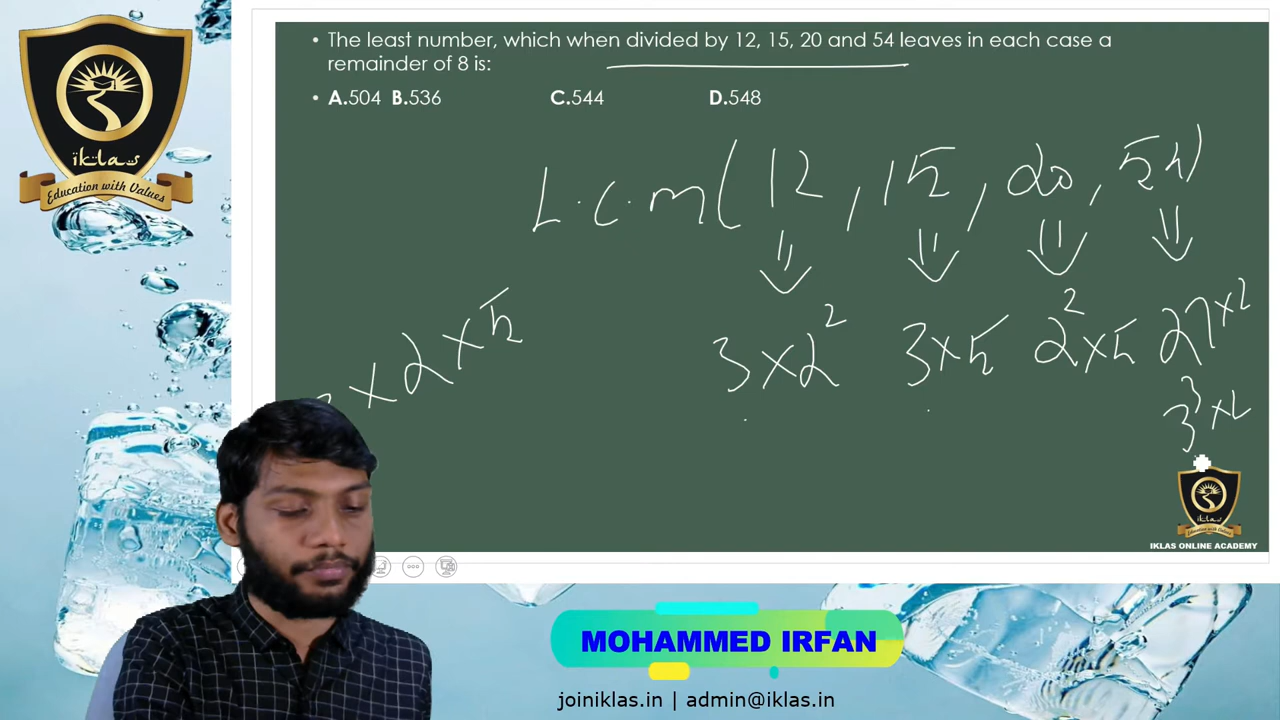 • The least number, which when divided by 12, 15, 20 and 54 leaves in each case a
remainder of 8 is:
• A.504 B.536 C.544 D.548
L.C.M(12, 15, 20, 54)
3×2² 3×5 2²×5 27×2
3³×2
×2×5
iklas
Education with Values
IKLAS ONLINE ACADEMY
MOHAMMED IRFAN
joiniklas.in | admin@iklas.in